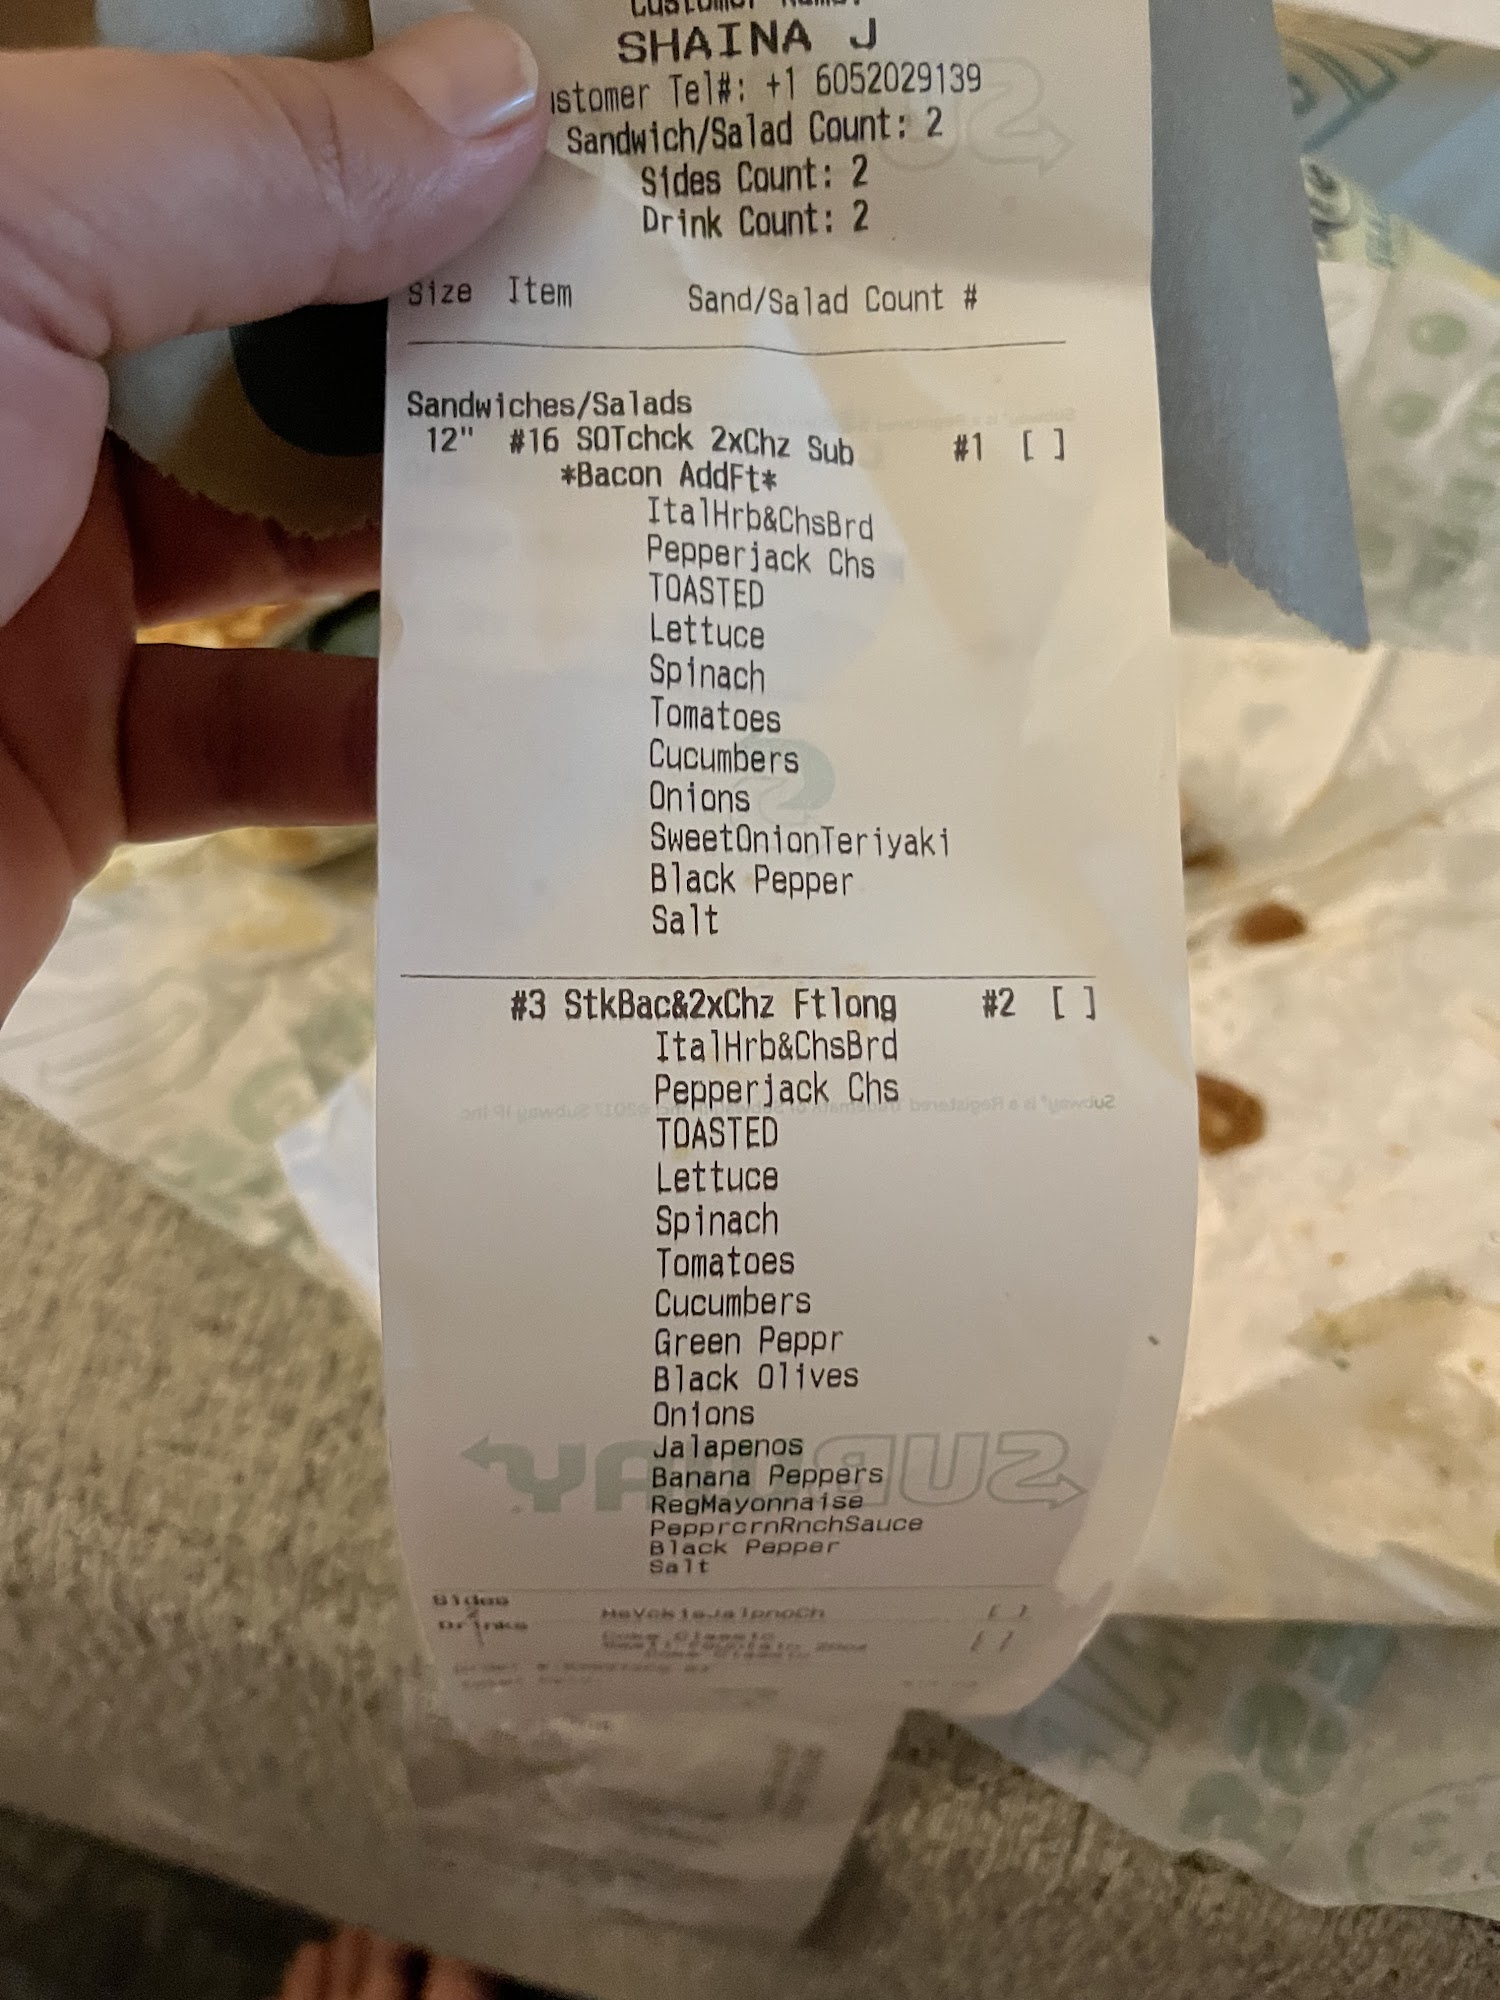 SHAINA J
stomer Tel#: +1 6052029139
Sandwich/Salad Count: 2
Sides Count: 2
Drink Count: 2
Size Item Sand/Salad Count #
Sandwiches/Salads
12" #16 SOTchck 2xChz Sub #1 [ ]
*Bacon AddFt*
ItalHrb&ChsBrd
Pepperjack Chs
TOASTED
Lettuce
Spinach
Tomatoes
Cucumbers
Onions
SweetOnionTeriyaki
Black Pepper
Salt
#3 StkBac&2xChz Ftlong #2 [ ]
ItalHrb&ChsBrd
Pepperjack Chs
TOASTED
Lettuce
Spinach
Tomatoes
Cucumbers
Green Peppr
Black Olives
Onions
Jalapenos
Banana Peppers
RegMayonnaise
PepprcrnRnchSauce
Black Pepper
Salt
Sides
[ ]
Drinks
[ ]
SUBWAY